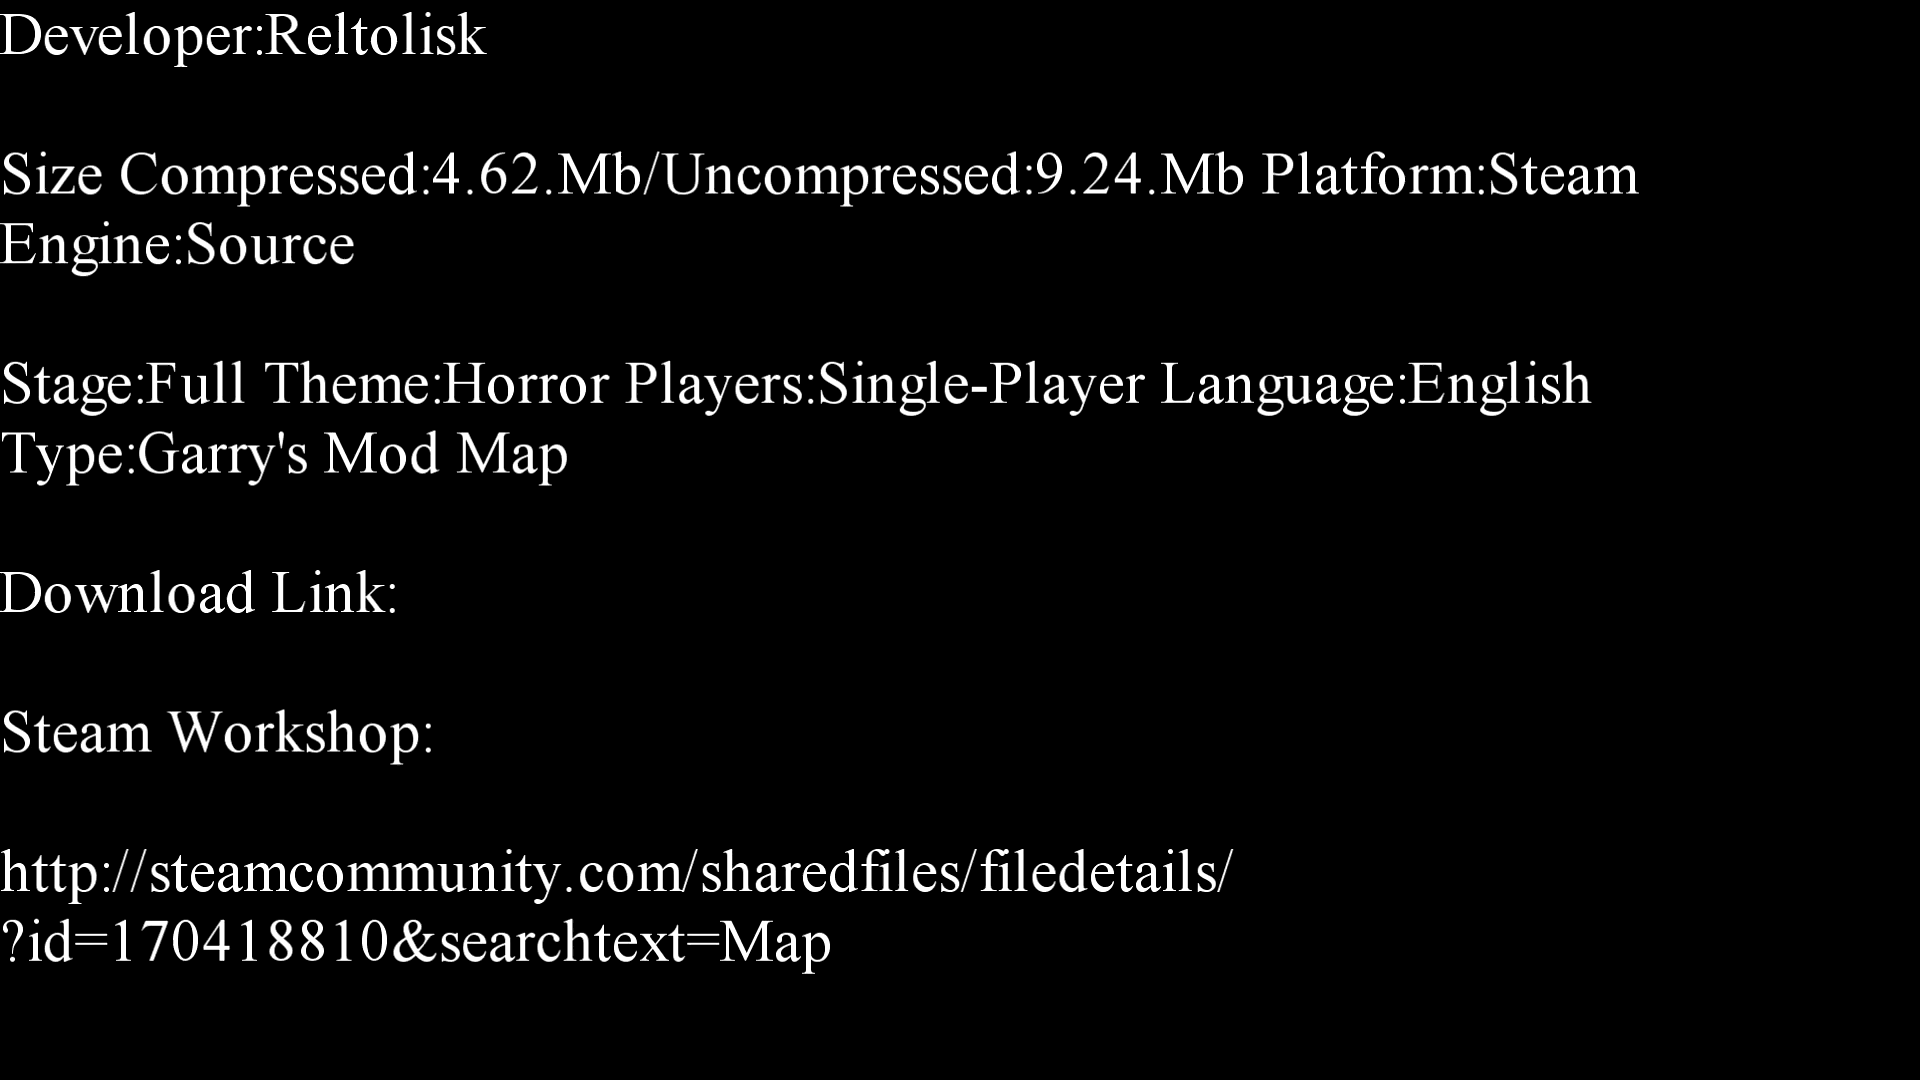 Developer:Reltolisk
Size Compressed:4.62.Mb/Uncompressed:9.24.Mb Platform:Steam
Engine:Source
Stage:Full Theme:Horror Players:Single-Player Language:English
Type:Garry's Mod Map
Download Link:
Steam Workshop:
http://steamcommunity.com/sharedfiles/filedetails/
?id=170418810&searchtext=Map